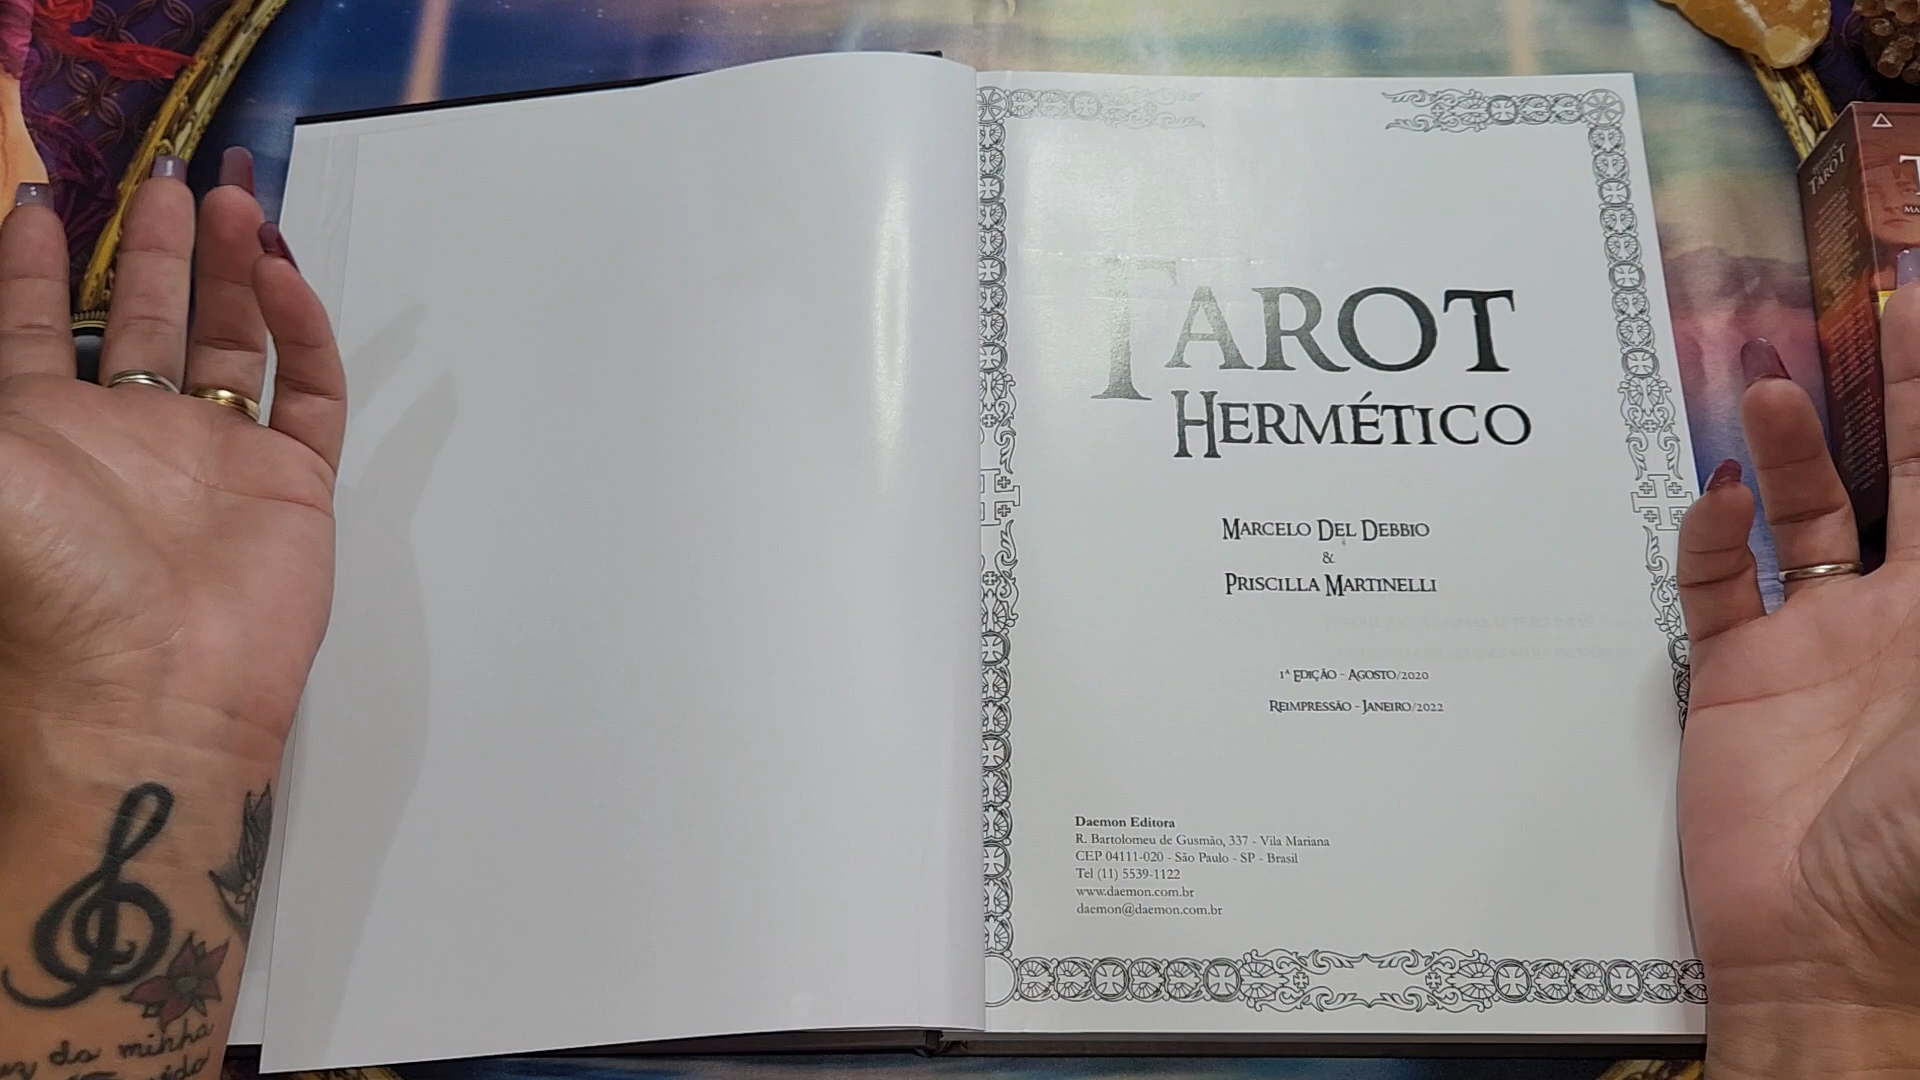 Tarot
Hermético
Marcelo Del Debbio
&
Priscilla Martinelli
1ª Edição - Agosto/2020
Reimpressão - Janeiro/2022
Daemon Editora
R. Bartolomeu de Gusmão, 337 - Vila Mariana
CEP 04111-020 - São Paulo - SP - Brasil
Tel (11) 5539-1122
www.daemon.com.br
daemon@daemon.com.br
da minha
Tarot